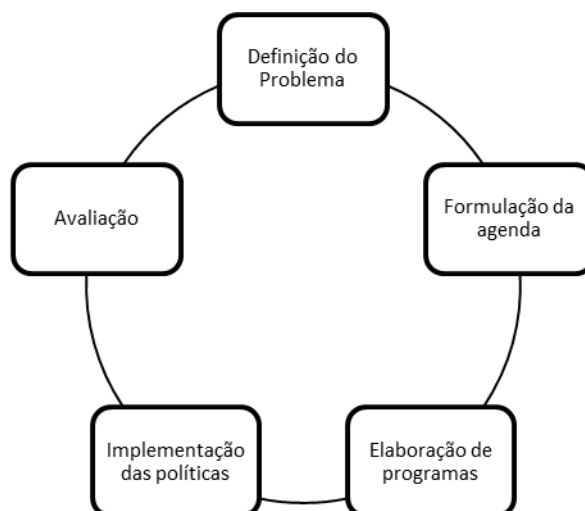 Definição do
Problema
Formulação da
agenda
Elaboração de
programas
Implementação
das políticas
Avaliação